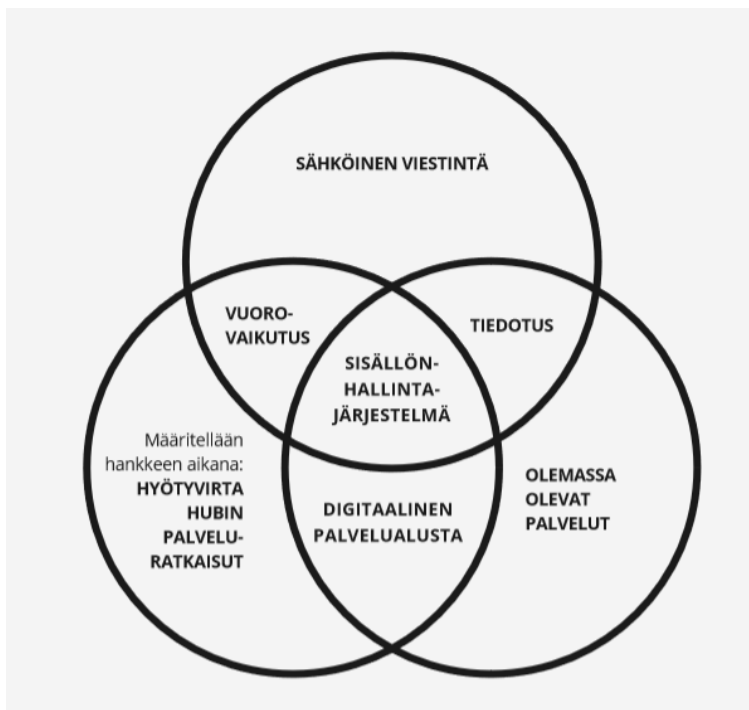 SÄHKÖINEN VIESTINTÄ
VUORO-
VAIKUTUS
TIEDOTUS
SISÄLLÖN-
HALLINTA-
JÄRJESTELMÄ
Määritellään
hankkeen aikana:
HYÖTYVIRTA
HUBIN
PALVELU-
RATKAISUT
DIGITAALINEN
PALVELUALUSTA
OLEMASSA
OLEVAT
PALVELUT